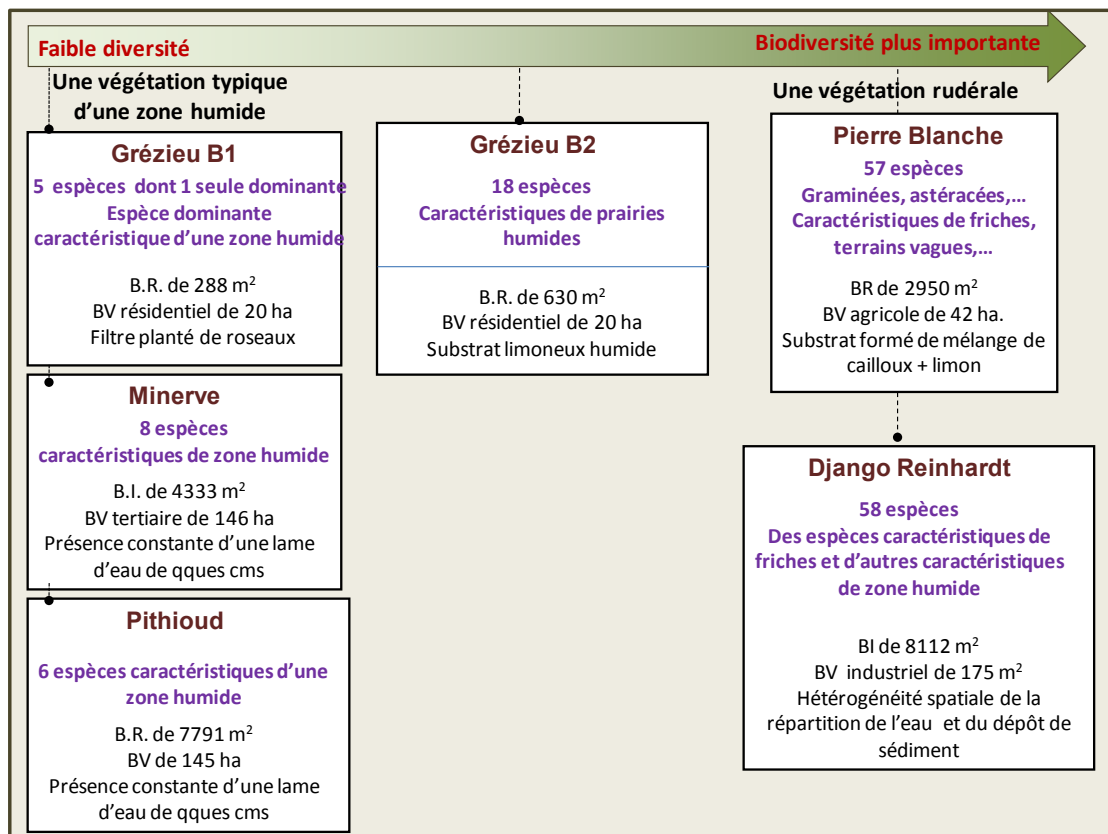 Faible diversité
Biodiversité plus importante
Une végétation typique
d'une zone humide
Une végétation rudérale
Grézieu B1
5 espèces dont 1 seule dominante
Espèce dominante
caractéristique d'une zone humide
B.R. de 288 m²
BV résidentiel de 20 ha
Filtre planté de roseaux
Minerve
8 espèces
caractéristiques de zone humide
B.I. de 4333 m²
BV tertiaire de 146 ha
Présence constante d'une lame
d'eau de qques cms
Pithioud
6 espèces caractéristiques d'une
zone humide
B.R. de 7791 m²
BV de 145 ha
Présence constante d'une lame
d'eau de qques cms
Grézieu B2
18 espèces
Caractéristiques de prairies
humides
B.R. de 630 m²
BV résidentiel de 20 ha
Substrat limoneux humide
Pierre Blanche
57 espèces
Graminées, astéracées,...
Caractéristiques de friches,
terrains vagues,...
BR de 2950 m²
BV agricole de 42 ha.
Substrat formé de mélange de
cailloux + limon
Django Reinhardt
58 espèces
Des espèces caractéristiques de
friches et d'autres caractéristiques
de zone humide
BI de 8112 m²
BV industriel de 175 m²
Hétérogénéité spatiale de la
répartition de l'eau et du dépôt de
sédiment